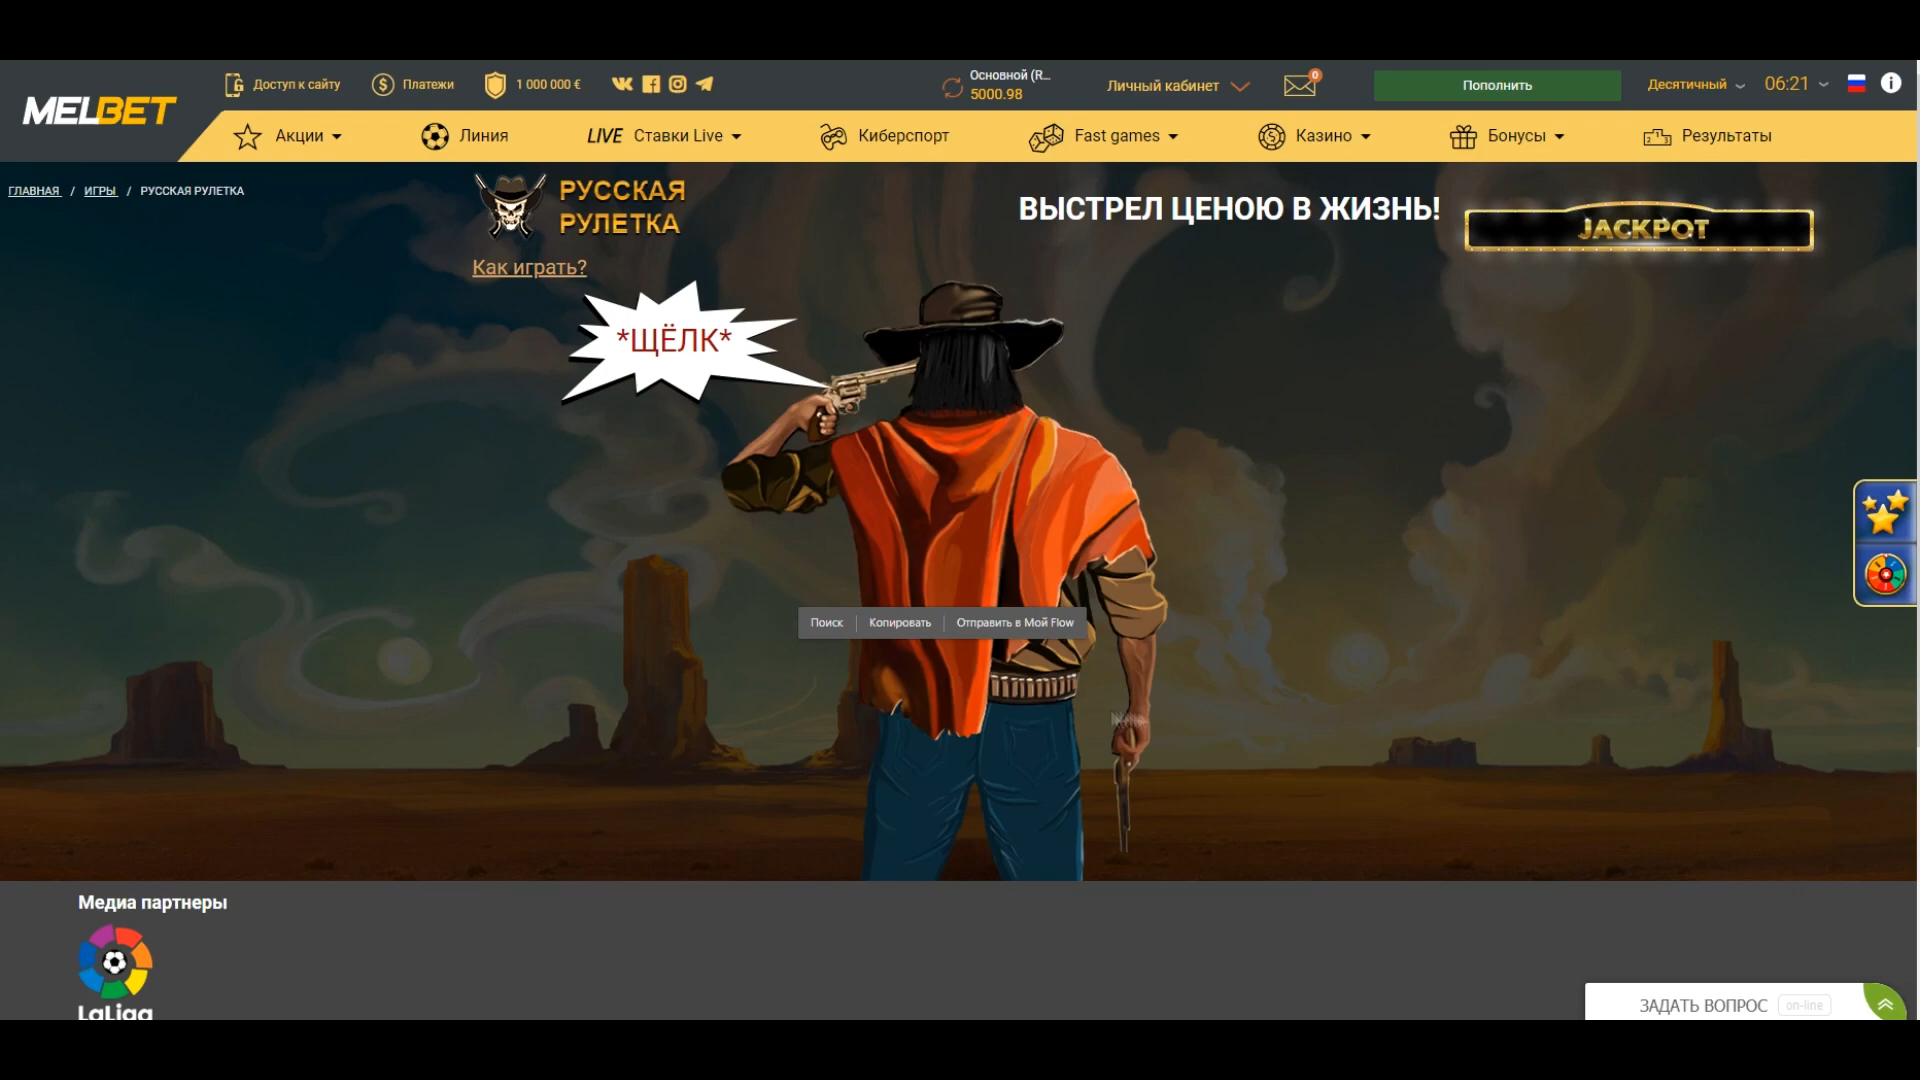 MELBET
Доступ к сайту
Платежи
1 000 000 €
Основной (R...
5000.98
Личный кабинет
0
Пополнить
Десятичный
06:21
Акции
Линия
LIVE Ставки Live
Киберспорт
Fast games
Казино
Бонусы
Результаты
ГЛАВНАЯ / ИГРЫ / РУССКАЯ РУЛЕТКА
РУССКАЯ
РУЛЕТКА
Как играть?
ВЫСТРЕЛ ЦЕНОЮ В ЖИЗНЬ!
JACKPOT
*ЩЁЛК*
Поиск
Копировать
Отправить в Мой Flow
Медиа партнеры
LaLiga
ЗАДАТЬ ВОПРОС on-line